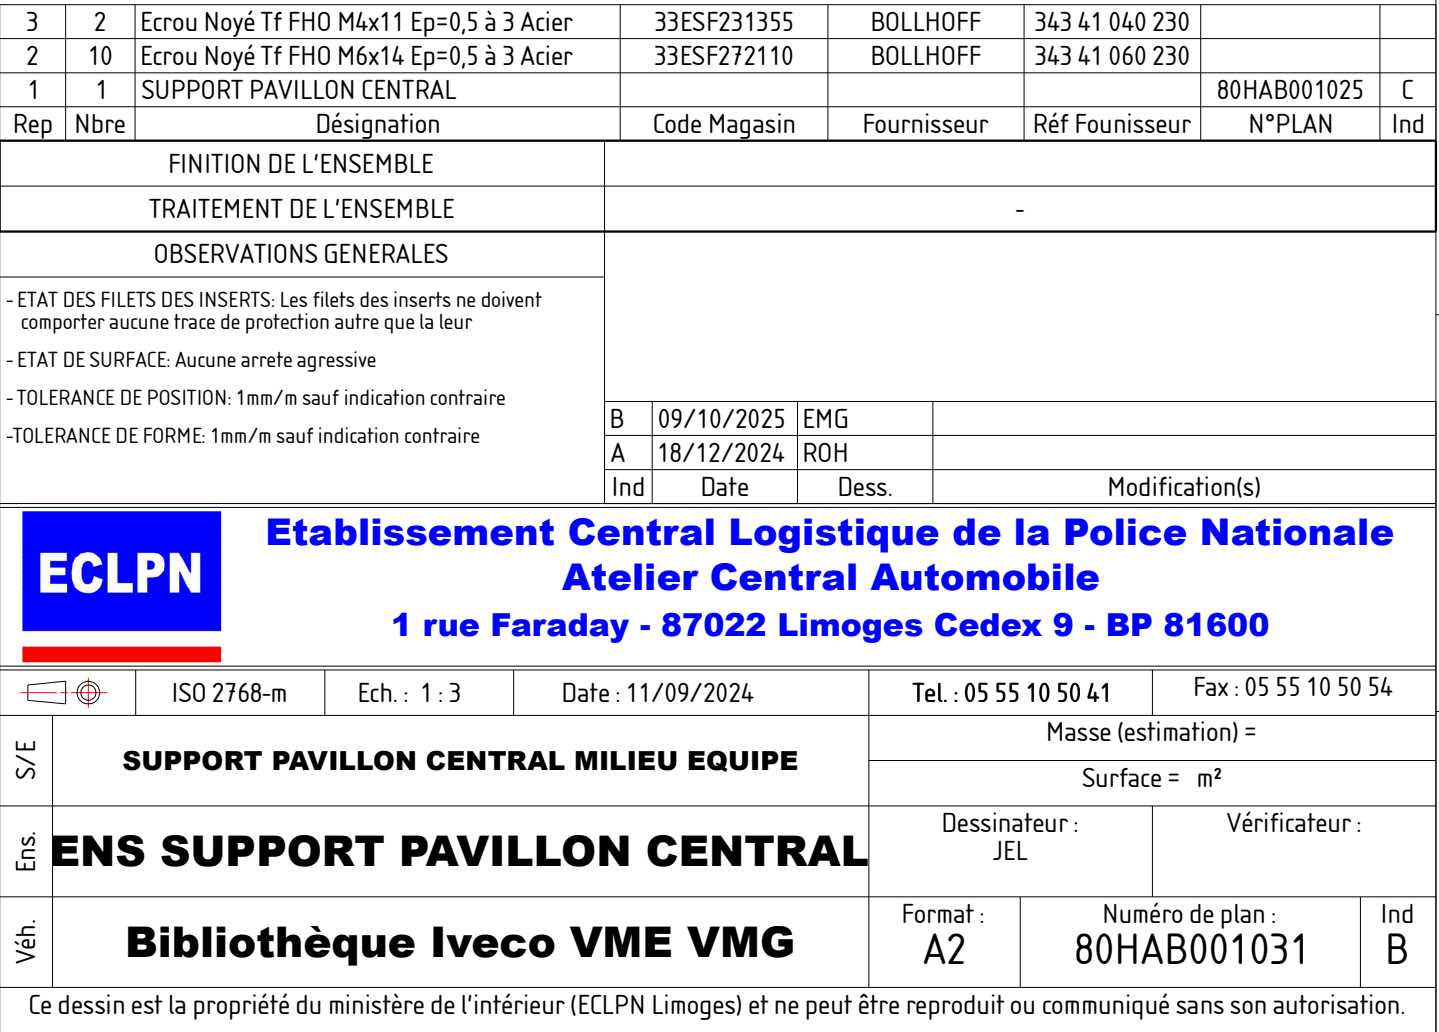 3 2 Ecrou Noyé Tf FHO M4x11 Ep=0,5 à 3 Acier 33ESF231355 BOLLHOFF 343 41 040 230
2 10 Ecrou Noyé Tf FHO M6x14 Ep=0,5 à 3 Acier 33ESF272110 BOLLHOFF 343 41 060 230
1 1 SUPPORT PAVILLON CENTRAL 80HAB001025 C
Rep Nbre Désignation Code Magasin Fournisseur Réf Founisseur N°PLAN Ind
FINITION DE L'ENSEMBLE
TRAITEMENT DE L'ENSEMBLE -
OBSERVATIONS GENERALES
- ETAT DES FILETS DES INSERTS: Les filets des inserts ne doivent
comporter aucune trace de protection autre que la leur
- ETAT DE SURFACE: Aucune arrete agressive
- TOLERANCE DE POSITION: 1mm/m sauf indication contraire
-TOLERANCE DE FORME: 1mm/m sauf indication contraire
B 09/10/2025 EMG
A 18/12/2024 ROH
Ind Date Dess. Modification(s)
ECLPN
Etablissement Central Logistique de la Police Nationale
Atelier Central Automobile
1 rue Faraday - 87022 Limoges Cedex 9 - BP 81600
ISO 2768-m Ech. : 1 : 3 Date : 11/09/2024 Tel. : 05 55 10 50 41 Fax : 05 55 10 50 54
S/E SUPPORT PAVILLON CENTRAL MILIEU EQUIPE
Masse (estimation) =
Surface = m²
Ens. ENS SUPPORT PAVILLON CENTRAL
Dessinateur :
JEL
Vérificateur :
Véh. Bibliothèque Iveco VME VMG
Format :
A2
Numéro de plan :
80HAB001031
Ind
B
Ce dessin est la propriété du ministère de l'intérieur (ECLPN Limoges) et ne peut être reproduit ou communiqué sans son autorisation.